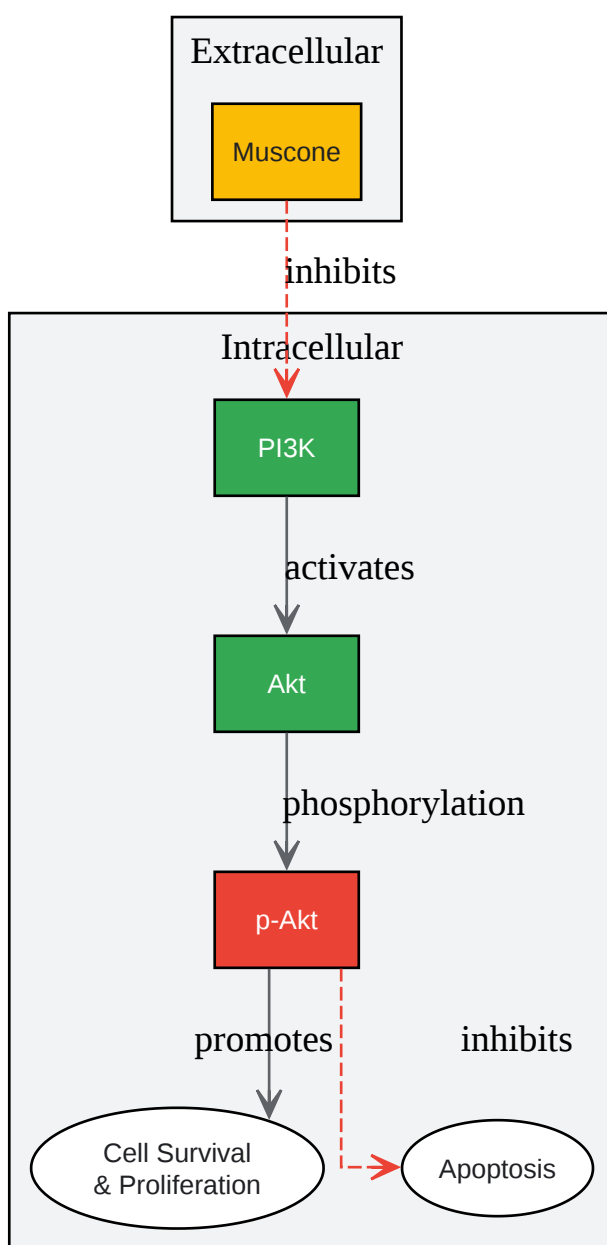 Extracellular
Muscone
inhibits
Intracellular
PI3K
activates
Akt
phosphorylation
p-Akt
promotes
inhibits
Cell Survival
& Proliferation
Apoptosis